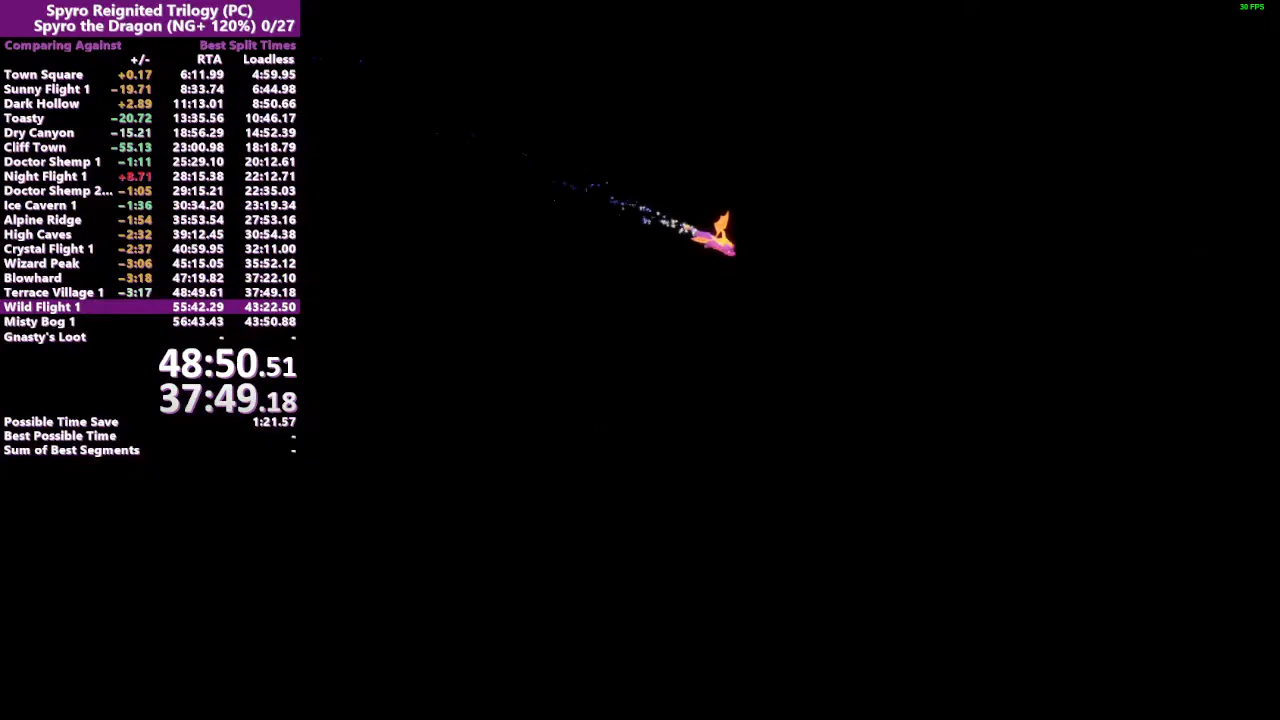 Spyro Reignited Trilogy (PC)
Spyro the Dragon (NG+ 120%) 0/27
Comparing Against Best Split Times
+/- RTA Loadless
Town Square +0.17 6:11.99 4:59.95
Sunny Flight 1 −19.71 8:33.74 6:44.98
Dark Hollow +2.89 11:13.01 8:50.66
Toasty −20.72 13:35.56 10:46.17
Dry Canyon −15.21 18:56.29 14:52.39
Cliff Town −55.13 23:00.98 18:18.79
Doctor Shemp 1 −1:11 25:29.10 20:12.61
Night Flight 1 +8.71 28:15.38 22:12.71
Doctor Shemp 2... −1:05 29:15.21 22:35.03
Ice Cavern 1 −1:36 30:34.20 23:19.34
Alpine Ridge −1:54 35:53.54 27:53.16
High Caves −2:32 39:12.45 30:54.38
Crystal Flight 1 −2:37 40:59.95 32:11.00
Wizard Peak −3:06 45:15.05 35:52.12
Blowhard −3:18 47:19.82 37:22.10
Terrace Village 1 −3:17 48:49.61 37:49.18
Wild Flight 1 55:42.29 43:22.50
Misty Bog 1 56:43.43 43:50.88
Gnasty's Loot - -
48:50.51
37:49.18
Possible Time Save 1:21.57
Best Possible Time -
Sum of Best Segments -
30 FPS